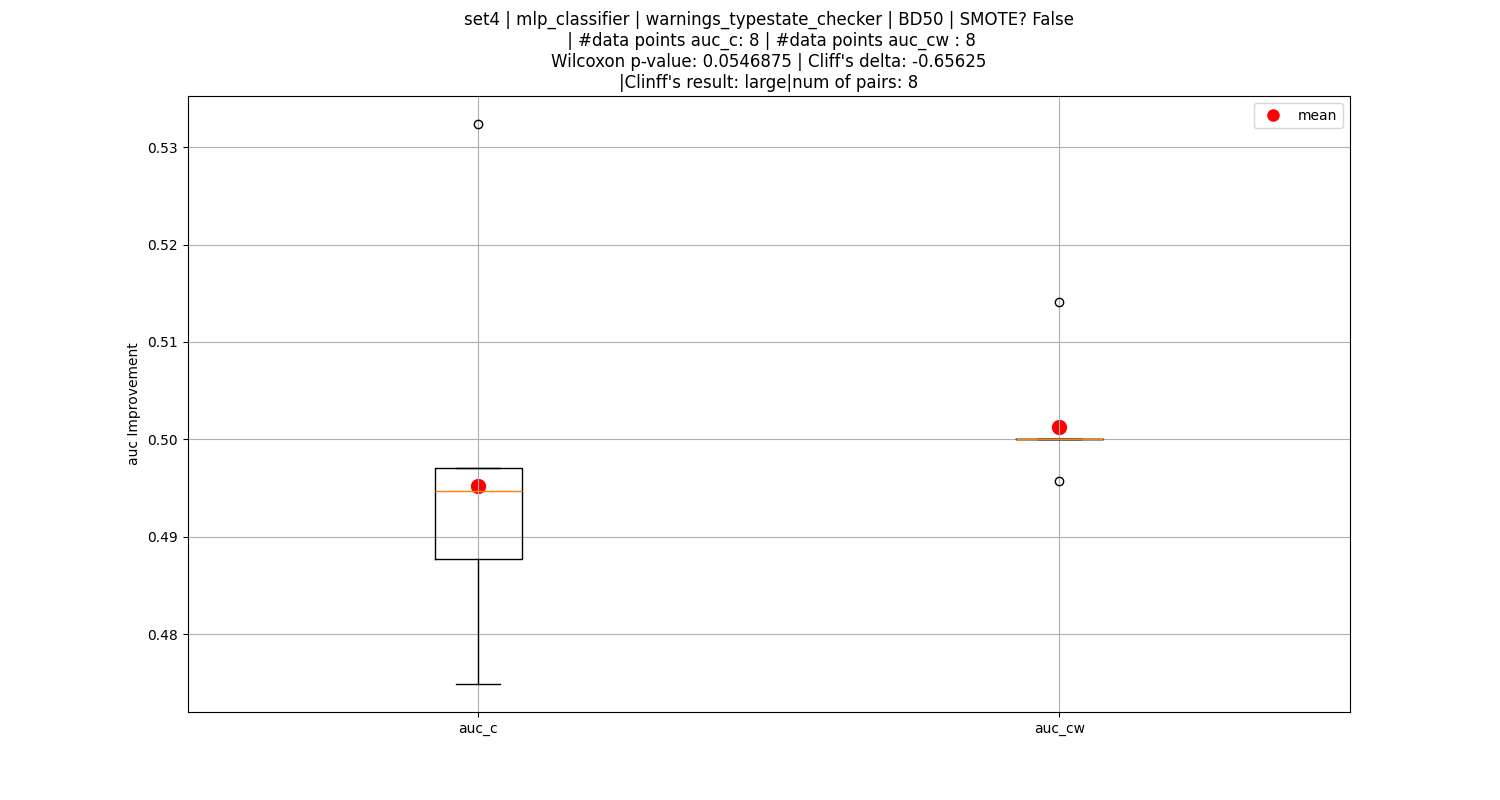 set4 | mlp_classifier | warnings_typestate_checker | BD50 | SMOTE? False
| #data points auc_c: 8 | #data points auc_cw : 8
Wilcoxon p-value: 0.0546875 | Cliff's delta: -0.65625
|Clinff's result: large|num of pairs: 8
mean
0.53
0.52
0.51
0.50
0.49
0.48
auc Improvement
auc_c
auc_cw